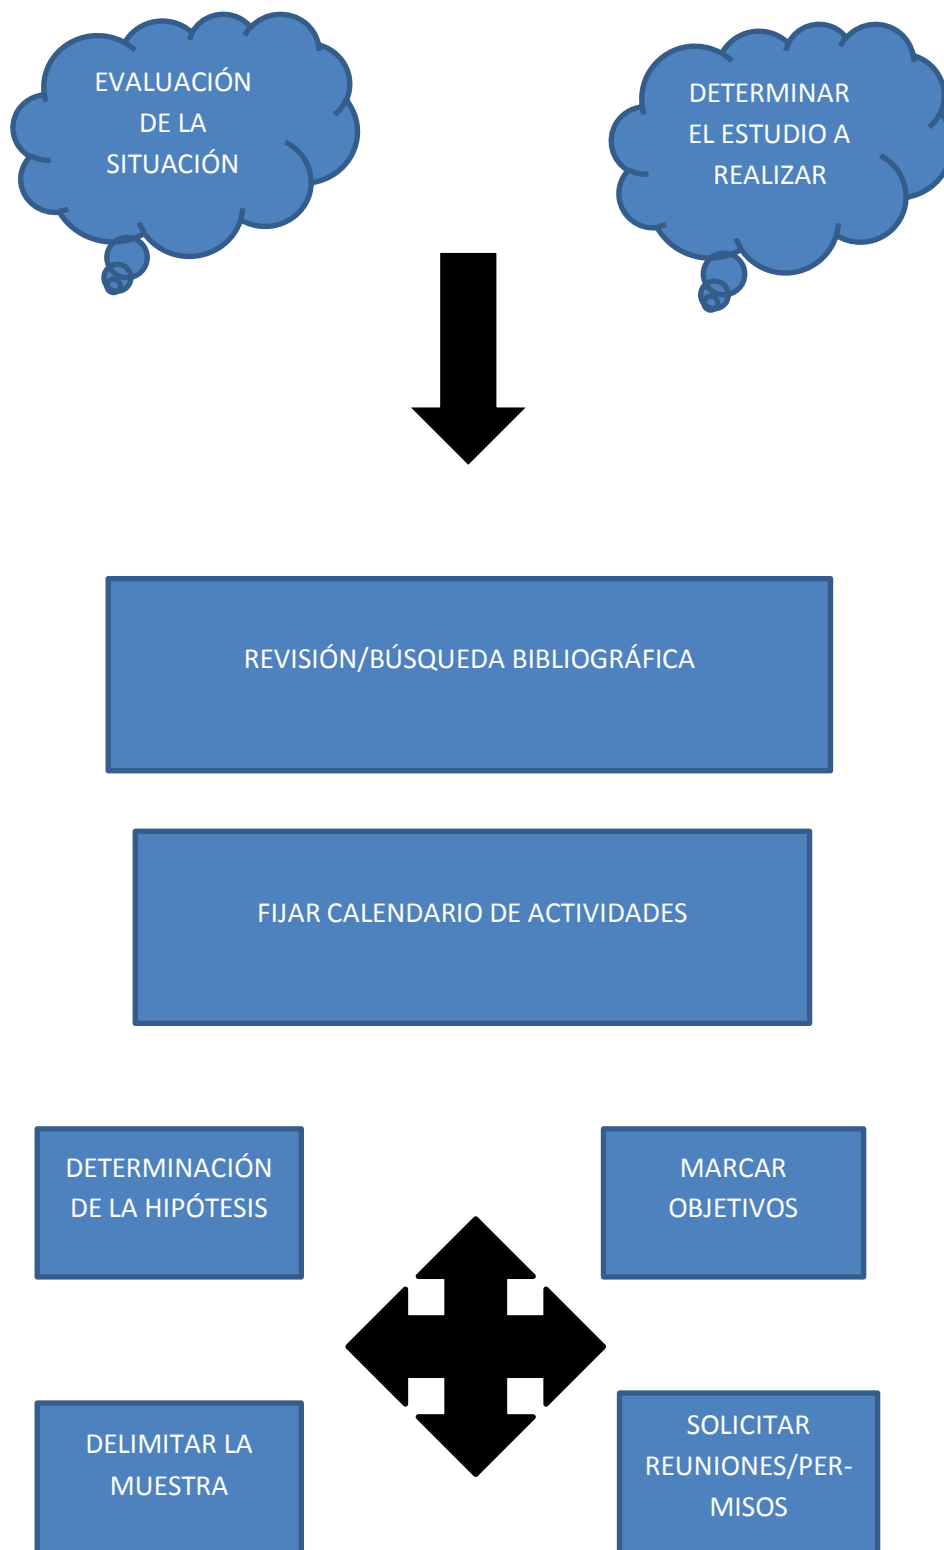 EVALUACIÓN
DE LA
SITUACIÓN
DETERMINAR
EL ESTUDIO A
REALIZAR
REVISIÓN/BÚSQUEDA BIBLIOGRÁFICA
FIJAR CALENDARIO DE ACTIVIDADES
DETERMINACIÓN
DE LA HIPÓTESIS
MARCAR
OBJETIVOS
DELIMITAR LA
MUESTRA
SOLICITAR
REUNIONES/PER-
MISOS